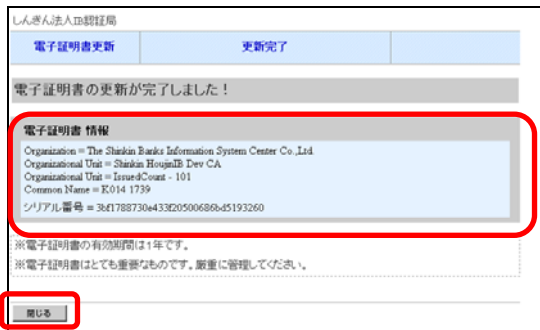 しんきん法人IB認証局
電子証明書更新
更新完了
電子証明書の更新が完了しました！
電子証明書 情報
Organization = The Shinkin Banks Information System Center Co.,Ltd.
Organizational Unit = Shinkin HoujinIB Dev CA
Organizational Unit = IssuedCount - 101
Common Name = K014 1739
シリアル番号 = 3bf1788730e433f20500686bd5193260
※電子証明書の有効期間は1年です。
※電子証明書はとても重要なものです。厳重に管理してください。
閉じる